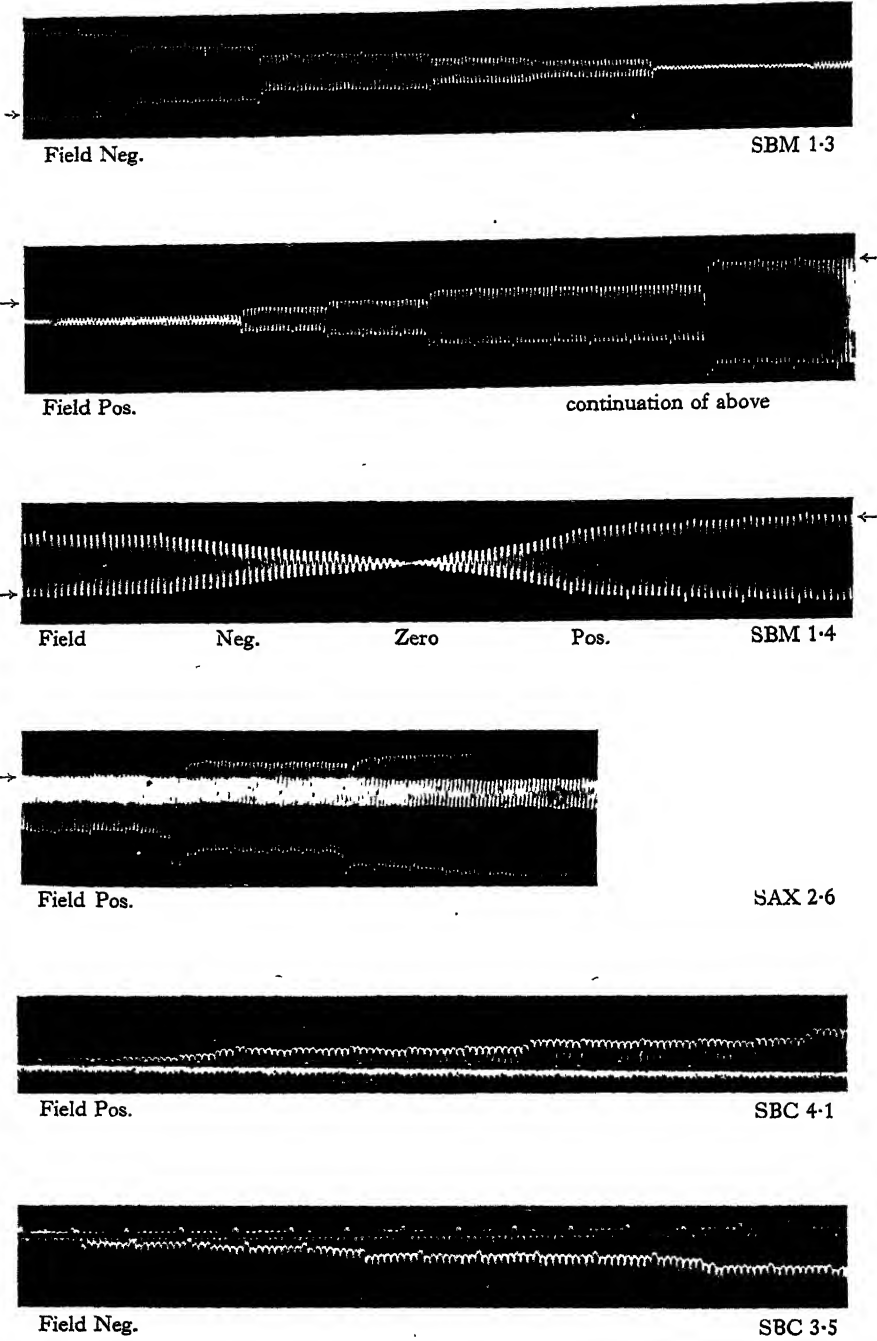 Field Neg. SBM 1·3
Field Pos. continuation of above
Field Neg. Zero Pos. SBM 1·4
Field Pos. SAX 2·6
Field Pos. SBC 4·1
Field Neg. SBC 3·5